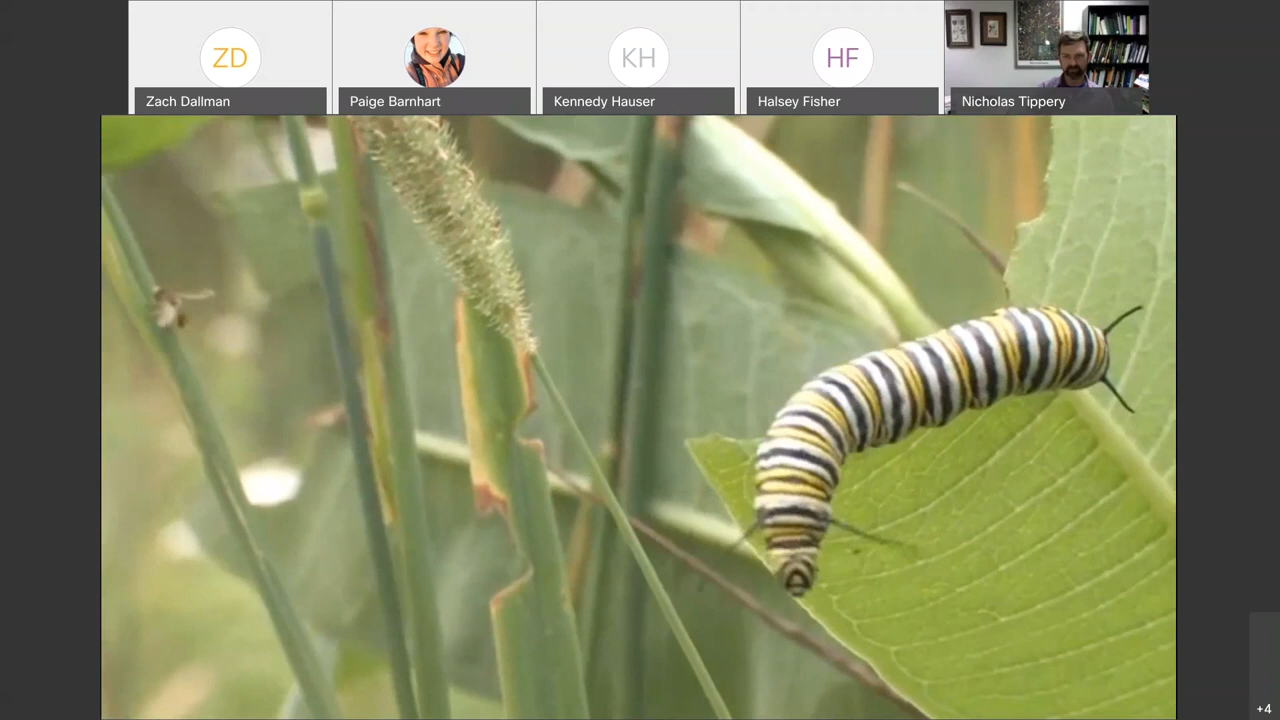 ZD
Zach Dallman
Paige Barnhart
KH
Kennedy Hauser
HF
Halsey Fisher
Nicholas Tippery
+4